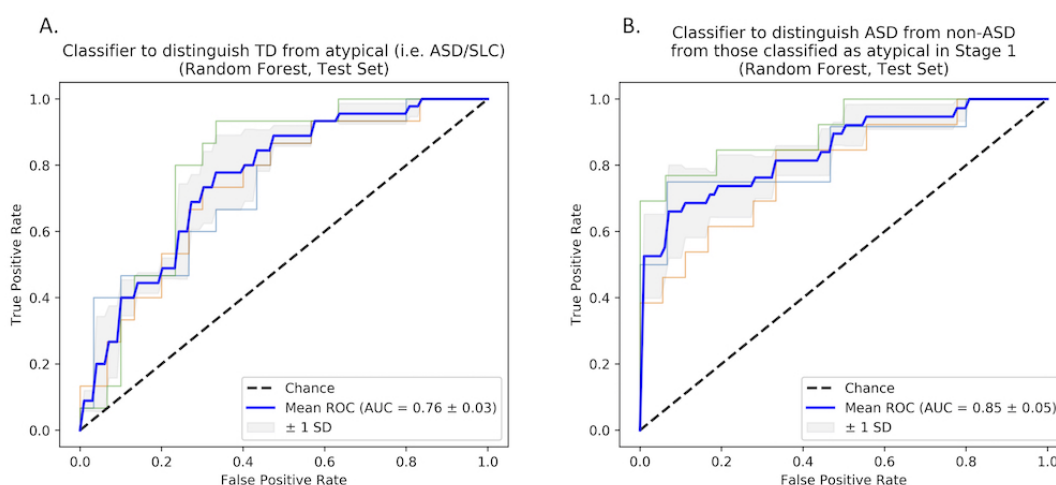 A.
Classifier to distinguish TD from atypical (i.e. ASD/SLC)
(Random Forest, Test Set)
1.0
0.8
0.6
0.4
0.2
0.0
True Positive Rate
Chance
Mean ROC (AUC = 0.76 ± 0.03)
± 1 SD
0.0 0.2 0.4 0.6 0.8 1.0
False Positive Rate
B.
Classifier to distinguish ASD from non-ASD
from those classified as atypical in Stage 1
(Random Forest, Test Set)
1.0
0.8
0.6
0.4
0.2
0.0
True Positive Rate
Chance
Mean ROC (AUC = 0.85 ± 0.05)
± 1 SD
0.0 0.2 0.4 0.6 0.8 1.0
False Positive Rate